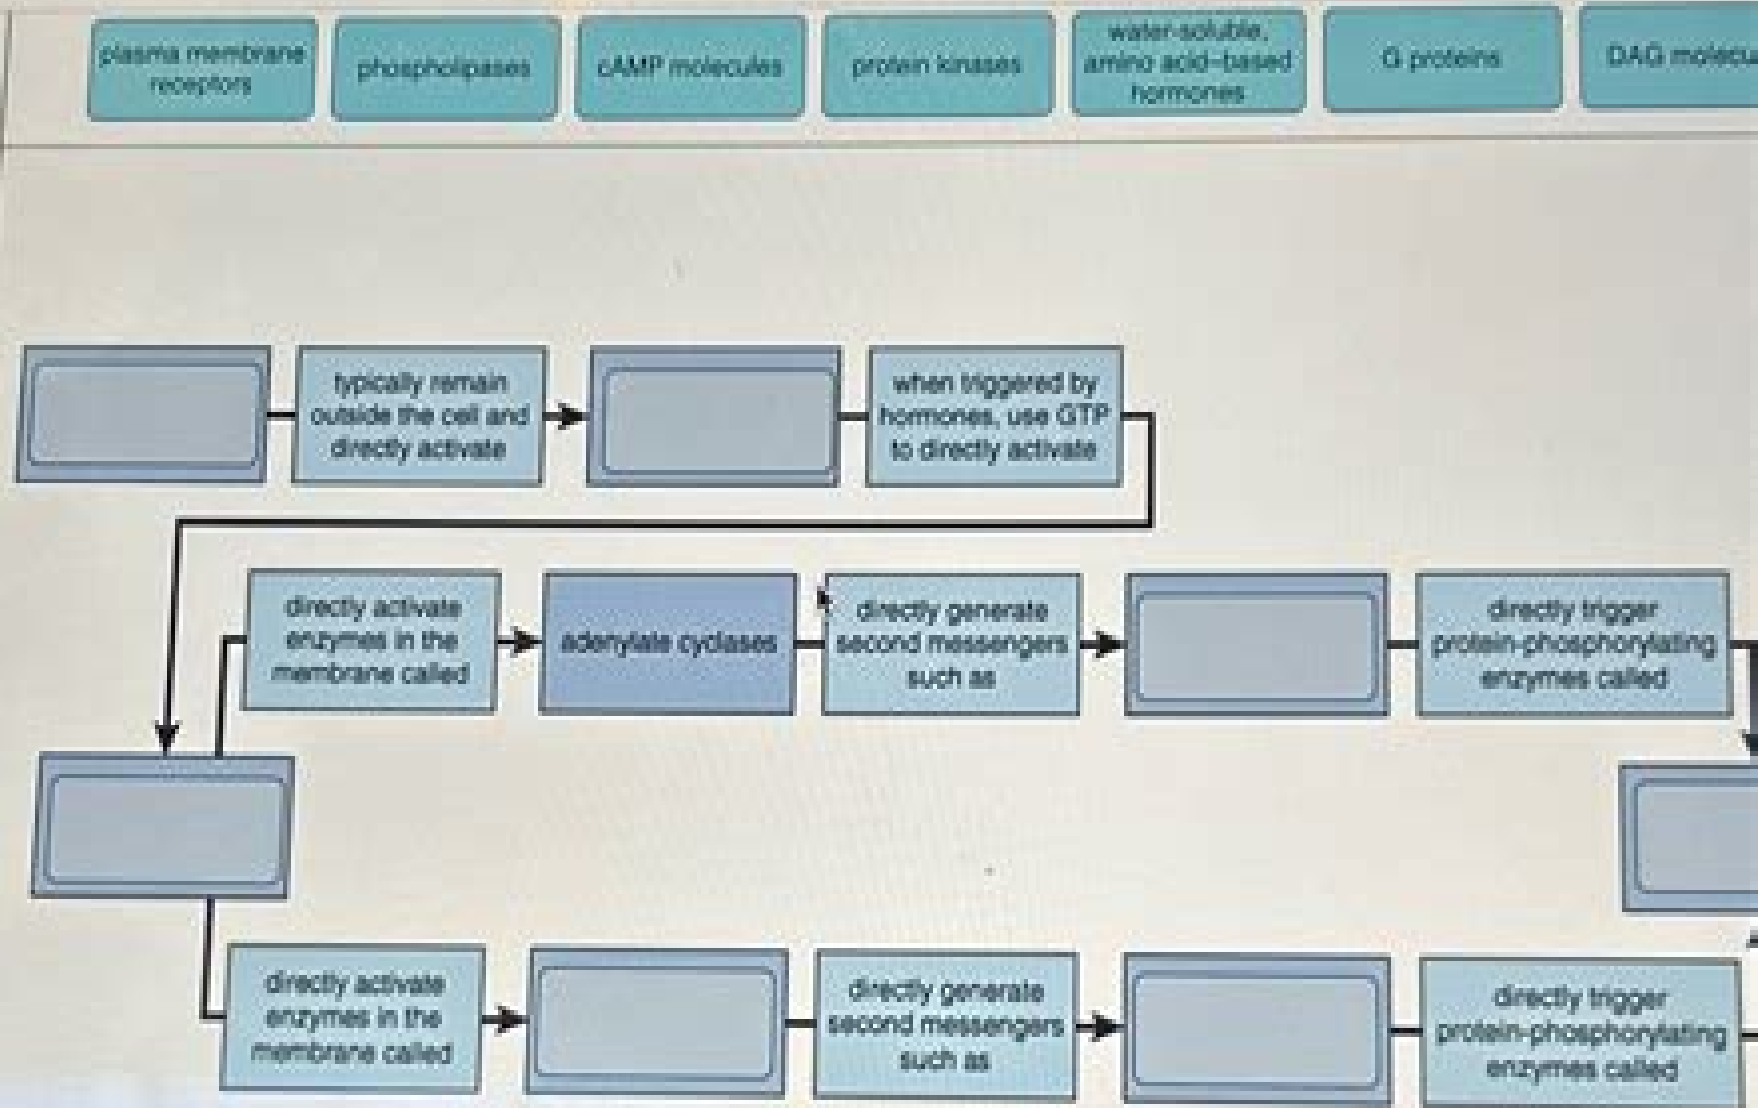 plasma membrane
receptors
phospholipases
cAMP molecules
protein kinases
water-soluble,
amino acid-based
hormones
G proteins
DAG molecu
typically remain
outside the cell and
directly activate
when triggered by
hormones, use GTP
to directly activate
directly activate
enzymes in the
membrane called
adenylate cyclases
directly generate
second messengers
such as
directly trigger
protein-phosphorylating
enzymes called
directly activate
enzymes in the
membrane called
directly generate
second messengers
such as
directly trigger
protein-phosphorylating
enzymes called